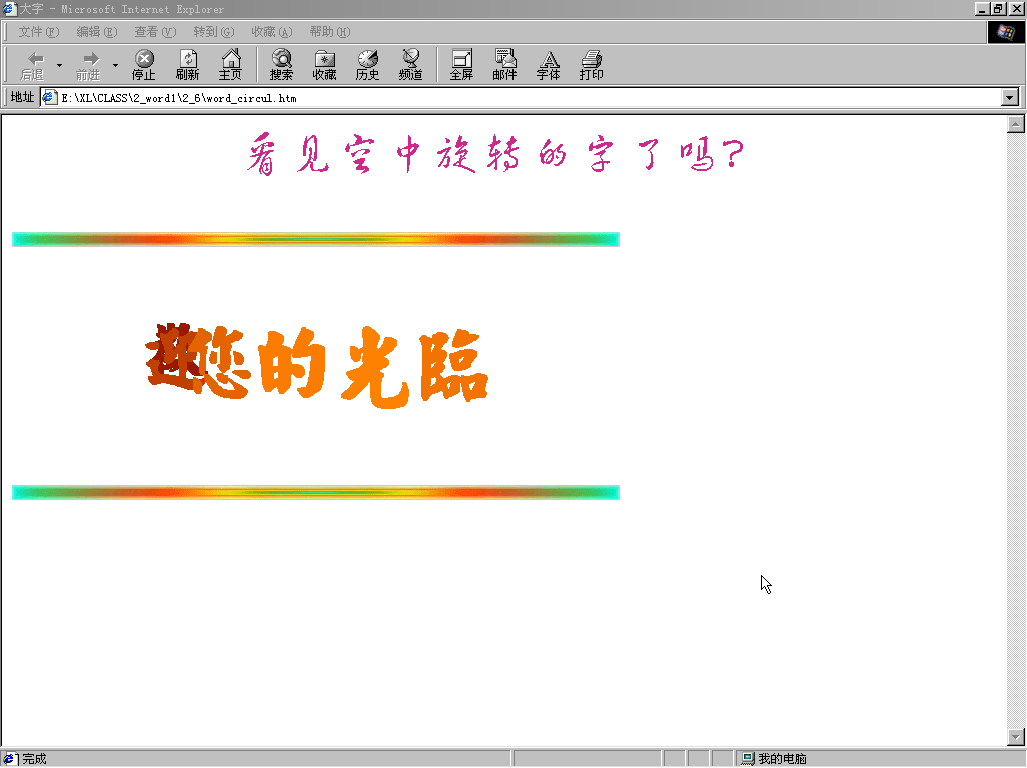 大字 - Microsoft Internet Explorer
文件(F) 编辑(E) 查看(V) 转到(G) 收藏(A) 帮助(H)
后退 前进 停止 刷新 主页 搜索 收藏 历史 频道 全屏 邮件 字体 打印
地址 E:\XL\CLASS\2_word1\2_6\word_circul.htm
看见空中旋转的字了吗?
您的光臨
完成 我的电脑